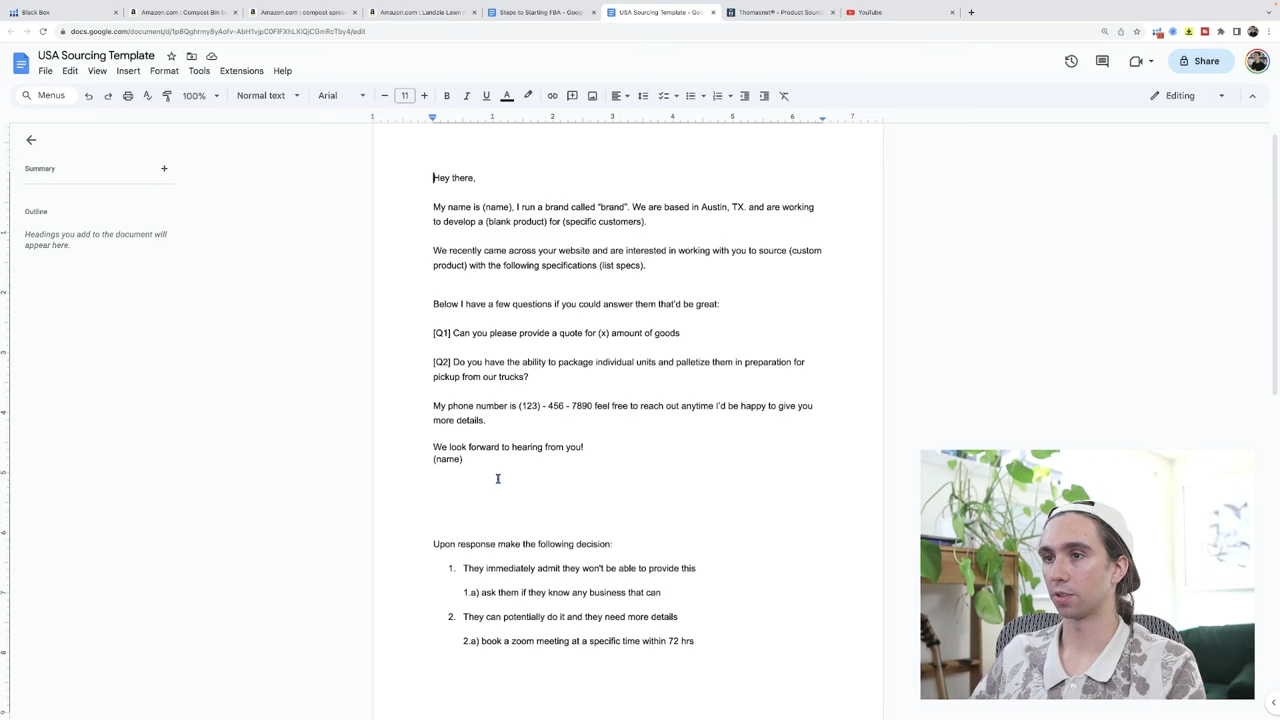 Black Box
Amazon.com : Compost Bin b
Amazon.com : compost sprea
Amazon.com : Landzie Lawn &
Steps to Starting FBA - Google
USA Sourcing Template - Goo
Thomasnet® - Product Sourci
YouTube
USA Sourcing Template
Share
File Edit View Insert Format Tools Extensions Help
Menus
100%
Normal text
Arial
11
Editing
1 1 2 3 4 5 6 7
Summary
Outline
Headings you add to the document will
appear here.
Hey there,
My name is (name), I run a brand called "brand". We are based in Austin, TX. and are working
to develop a (blank product) for (specific customers).
We recently came across your website and are interested in working with you to source (custom
product) with the following specifications (list specs).
Below I have a few questions if you could answer them that'd be great:
[Q1] Can you please provide a quote for (x) amount of goods
[Q2] Do you have the ability to package individual units and palletize them in preparation for
pickup from our trucks?
My phone number is (123) - 456 - 7890 feel free to reach out anytime I'd be happy to give you
more details.
We look forward to hearing from you!
(name)
Upon response make the following decision:
1. They immediately admit they won't be able to provide this
1.a) ask them if they know any business that can
2. They can potentially do it and they need more details
2.a) book a zoom meeting at a specific time within 72 hrs